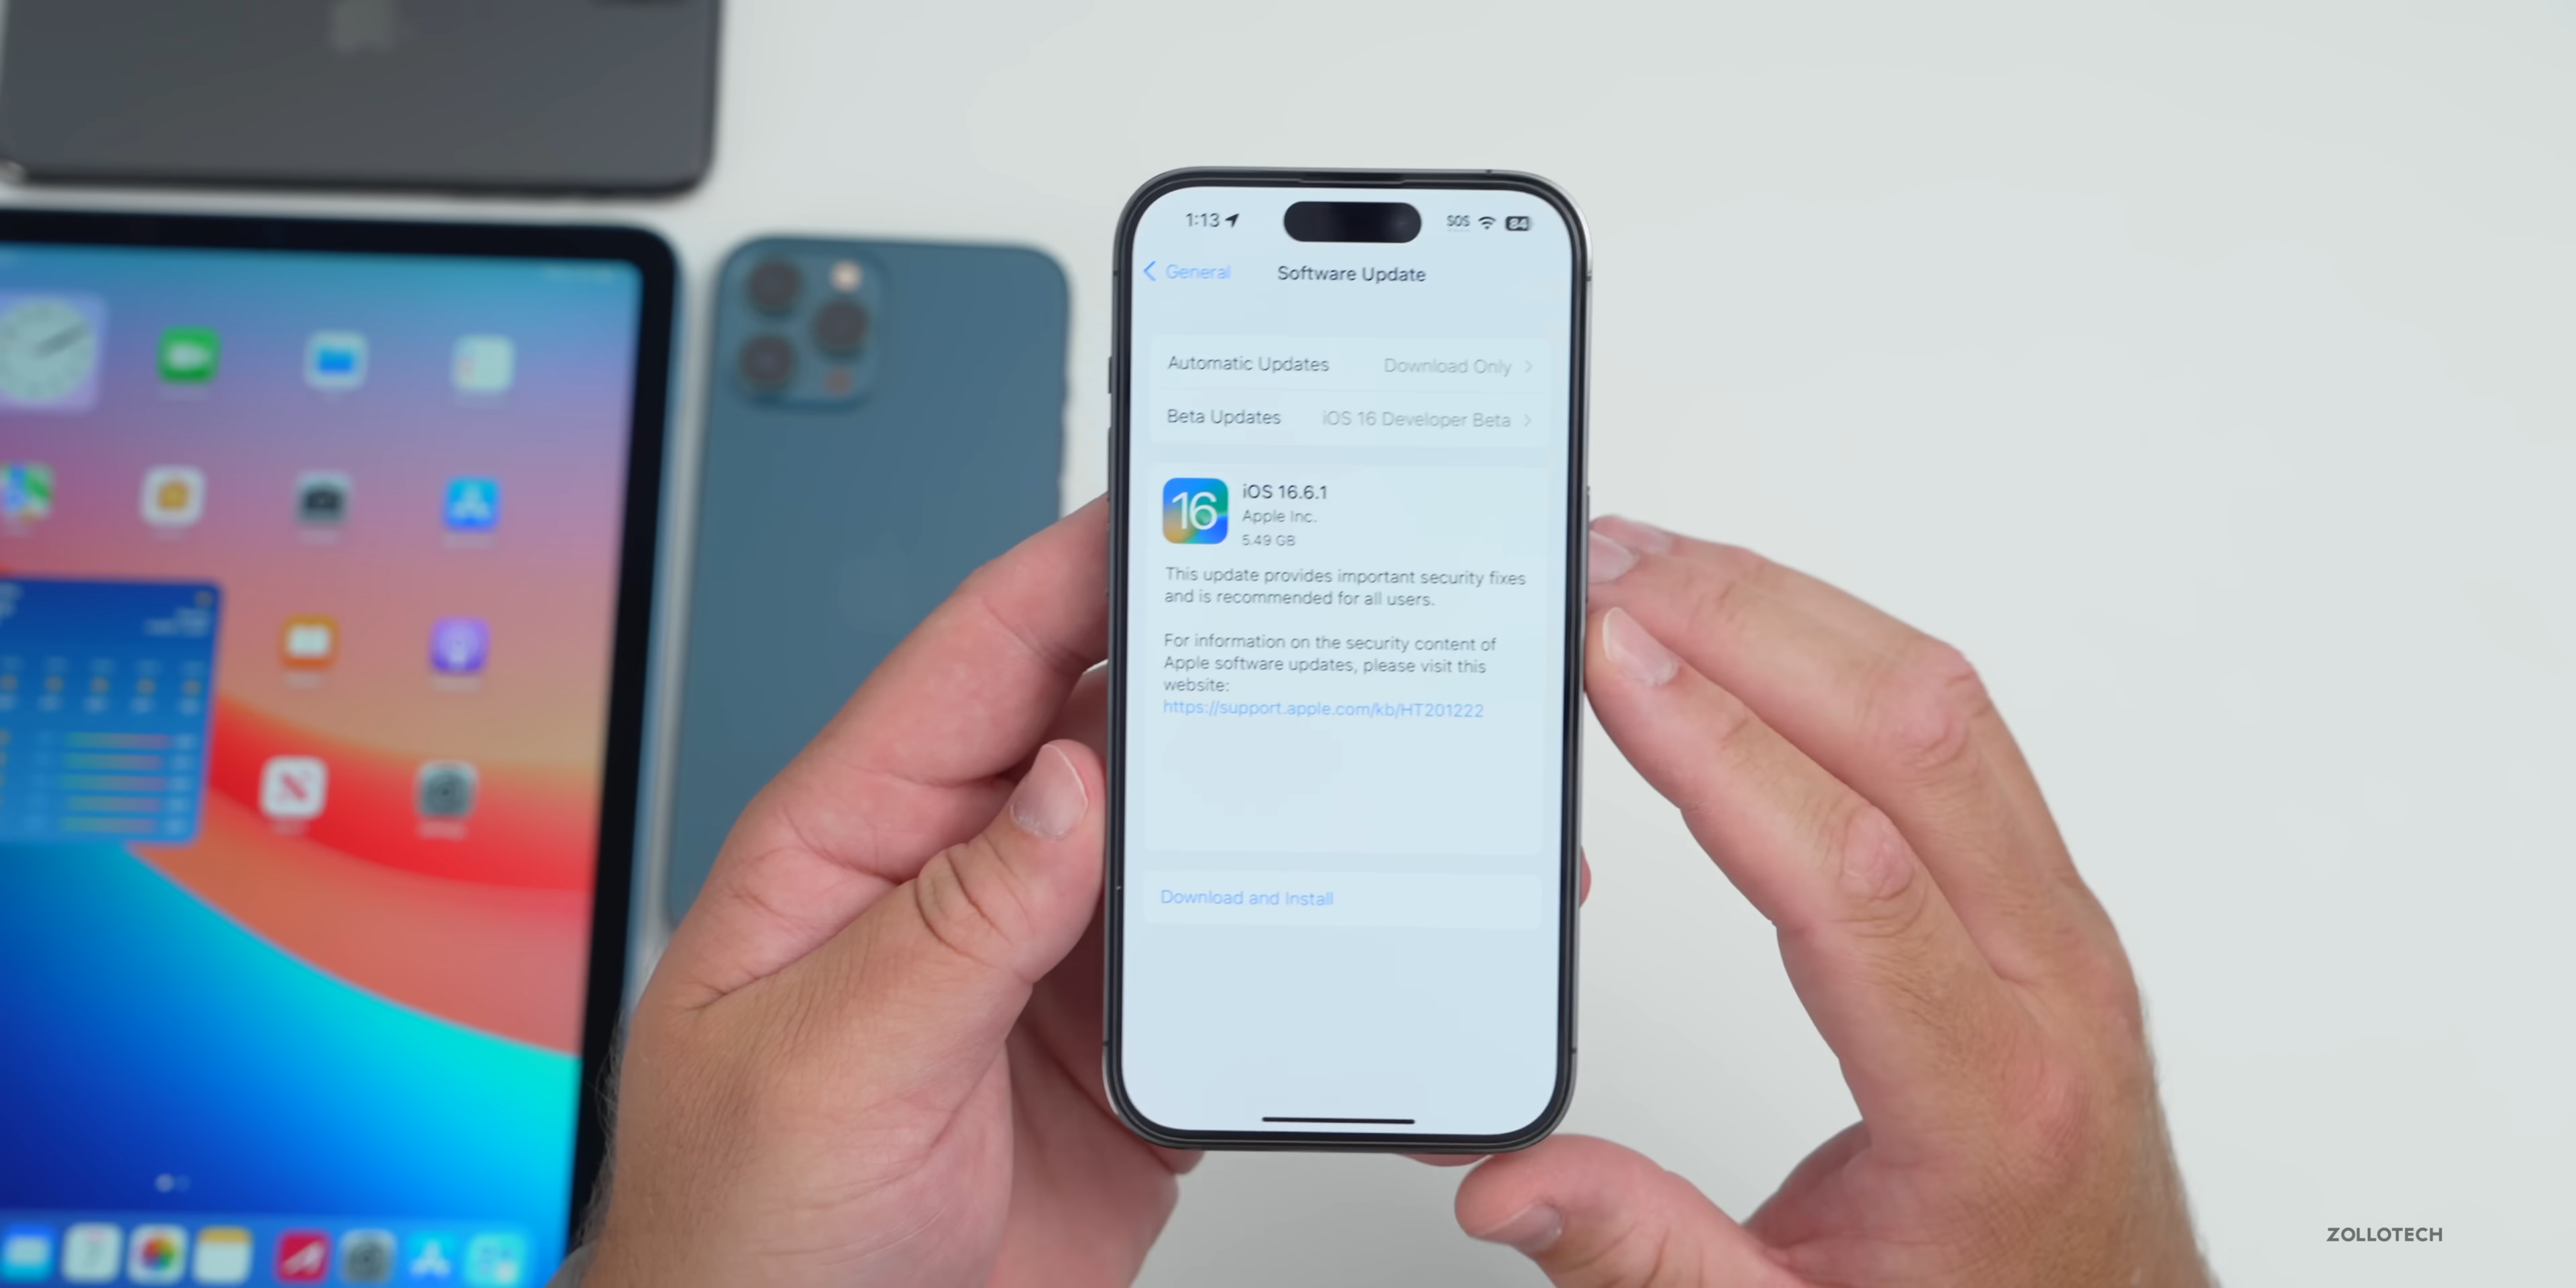 1:13
SOS
84
General
Software Update
Automatic Updates
Download Only
Beta Updates
iOS 16 Developer Beta
16
iOS 16.6.1
Apple Inc.
5.49 GB
This update provides important security fixes
and is recommended for all users.
For information on the security content of
Apple software updates, please visit this
website:
https://support.apple.com/kb/HT201222
Download and Install
ZOLLOTECH